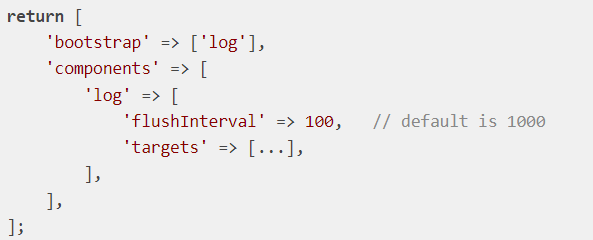 return [
    'bootstrap' => ['log'],
    'components' => [
        'log' => [
            'flushInterval' => 100,   // default is 1000
            'targets' => [...],
        ],
    ],
];